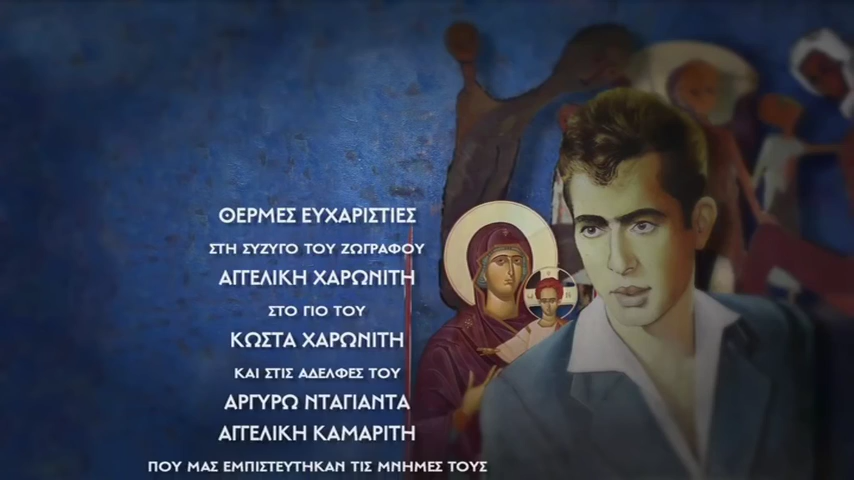 ΘΕΡΜΕΣ ΕΥΧΑΡΙΣΤΙΕΣ
ΣΤΗ ΣΥΖΥΓΟ ΤΟΥ ΖΩΓΡΑΦΟΥ
ΑΓΓΕΛΙΚΗ ΧΑΡΩΝΙΤΗ
ΣΤΟ ΓΙΟ ΤΟΥ
ΚΩΣΤΑ ΧΑΡΩΝΙΤΗ
ΚΑΙ ΣΤΙΣ ΑΔΕΛΦΕΣ ΤΟΥ
ΑΡΓΥΡΩ ΝΤΑΓΙΑΝΤΑ
ΑΓΓΕΛΙΚΗ ΚΑΜΑΡΙΤΗ
ΠΟΥ ΜΑΣ ΕΜΠΙΣΤΕΥΤΗΚΑΝ ΤΙΣ ΜΝΗΜΕΣ ΤΟΥΣ